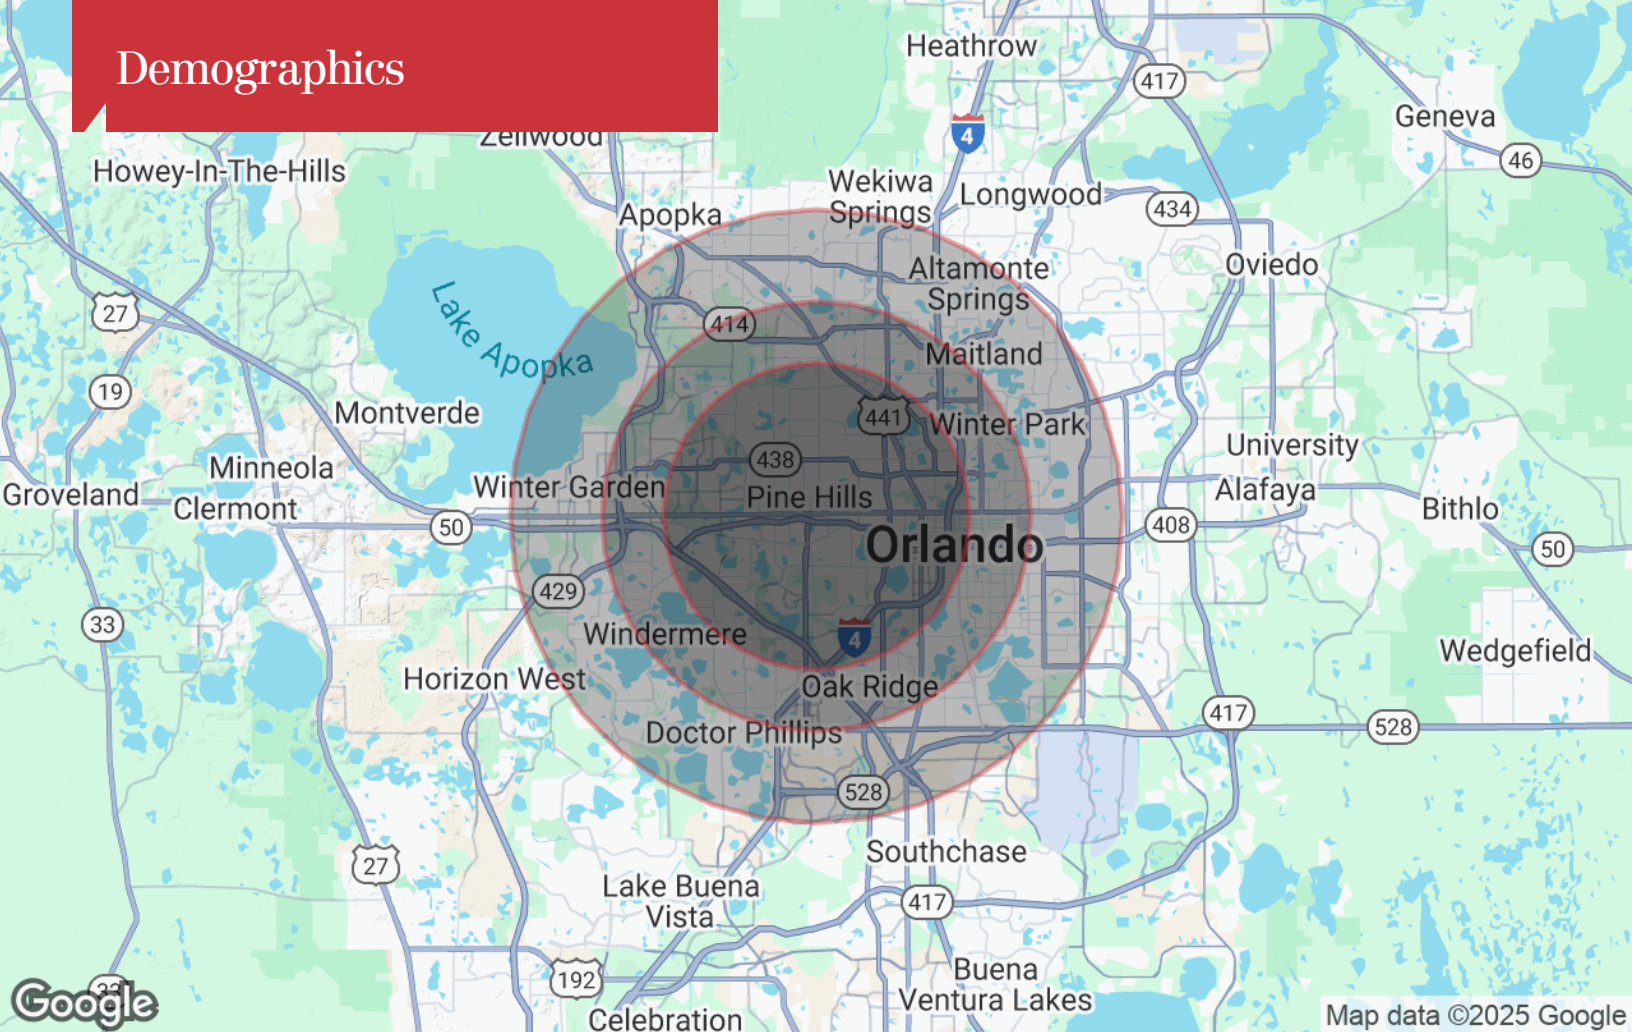 Demographics
Heathrow
417
Geneva
4
Zellwood
46
Howey-In-The-Hills
Wekiwa
Springs
Longwood
434
Apopka
Altamonte
Springs
Oviedo
27
Lake Apopka
414
Maitland
19
Montverde
441
Winter Park
University
438
Minneola
Winter Garden
Pine Hills
Alafaya
Groveland
Clermont
Bithlo
50
408
Orlando
50
429
33
Windermere
4
Wedgefield
Horizon West
Oak Ridge
417
528
Doctor Phillips
528
Southchase
27
Lake Buena
Vista
417
192
Buena
Ventura Lakes
33
Google
Celebration
Map data ©2025 Google